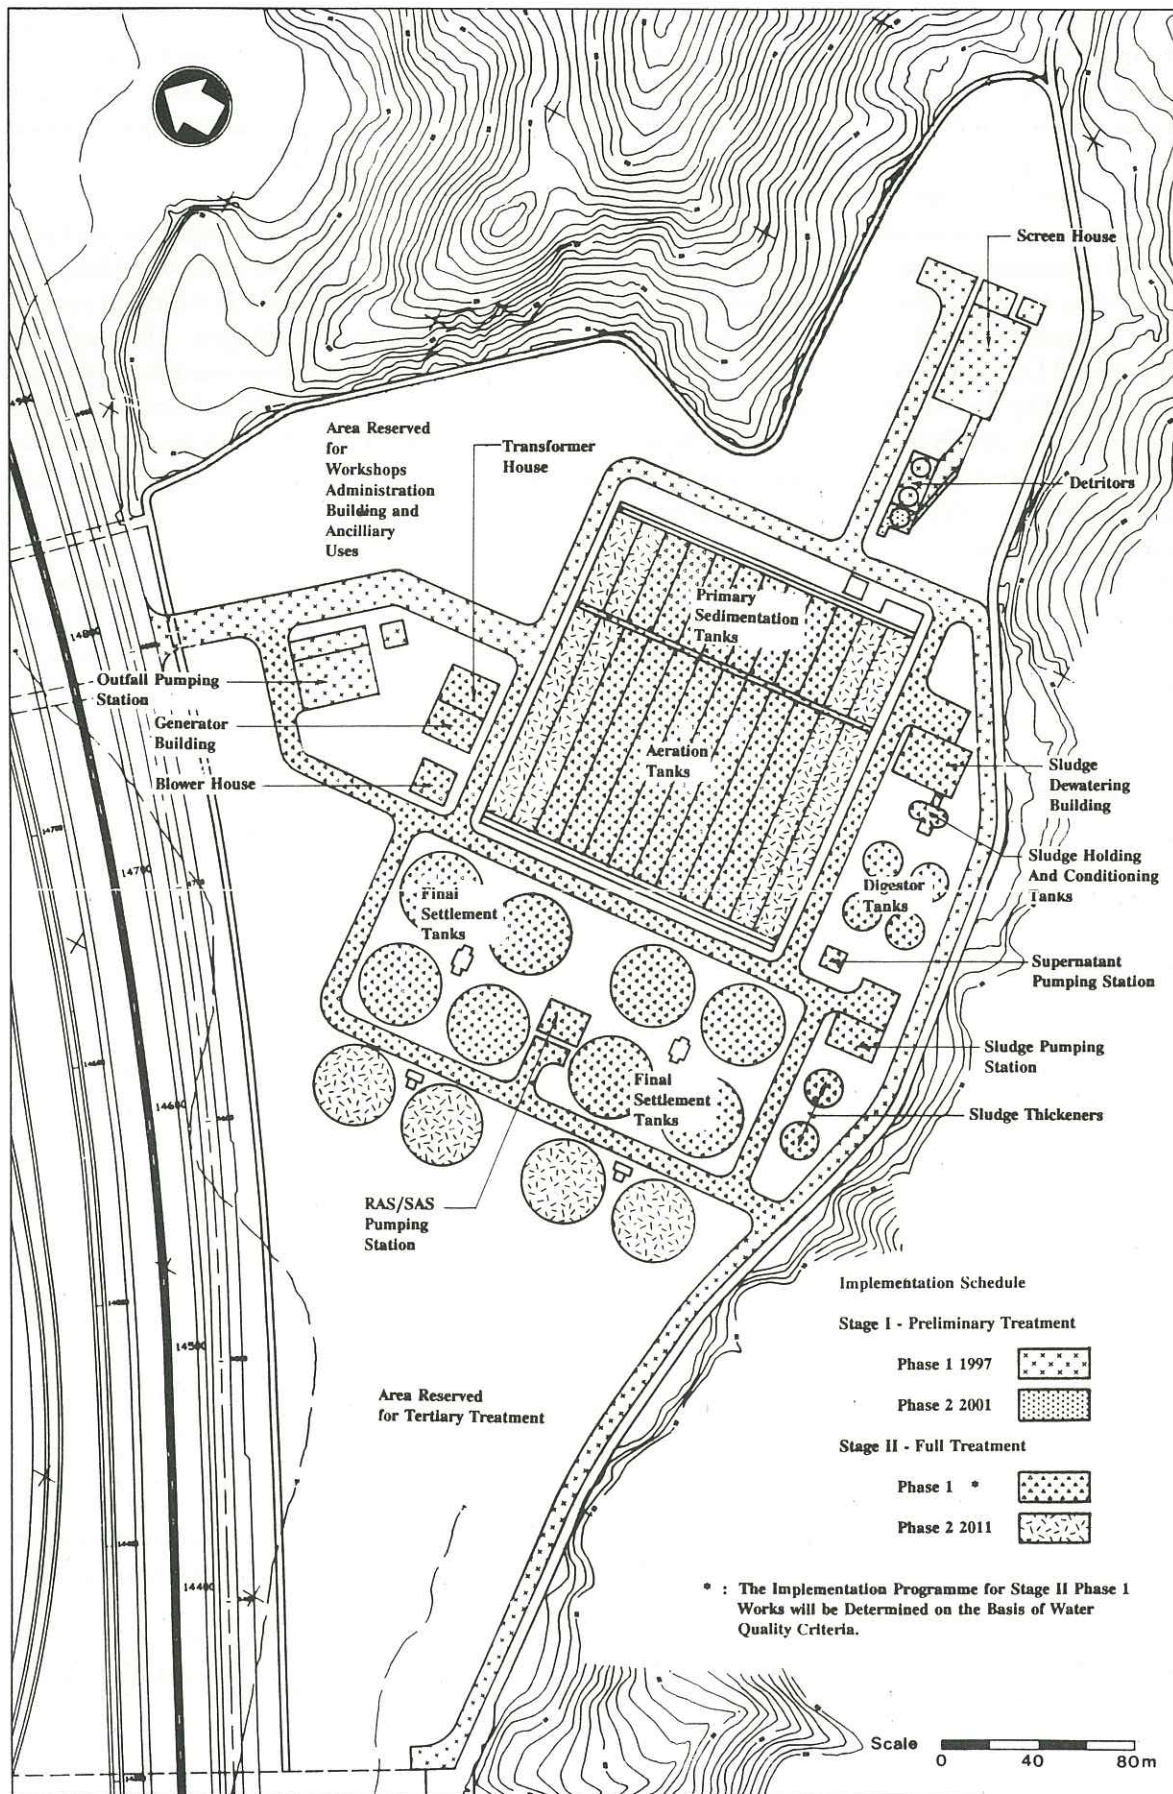 Screen House
Area Reserved
for
Workshops
Administration
Building and
Ancilliary
Uses
Transformer
House
Detritors
Primary
Sedimentation
Tanks
14800
Outfall Pumping
Station
Generator
Building
Blower House
Aeration
Tanks
Sludge
Dewatering
Building
14700
Sludge Holding
And Conditioning
Tanks
Digestor
Tanks
Final
Settlement
Tanks
Supernatant
Pumping Station
Sludge Pumping
Station
Final
Settlement
Tanks
Sludge Thickeners
14600
RAS/SAS
Pumping
Station
14500
Area Reserved
for Tertiary Treatment
14400
Implementation Schedule
Stage I - Preliminary Treatment
Phase 1 1997
Phase 2 2001
Stage II - Full Treatment
Phase 1 *
Phase 2 2011
* : The Implementation Programme for Stage II Phase 1
Works will be Determined on the Basis of Water
Quality Criteria.
Scale
0 40 80m